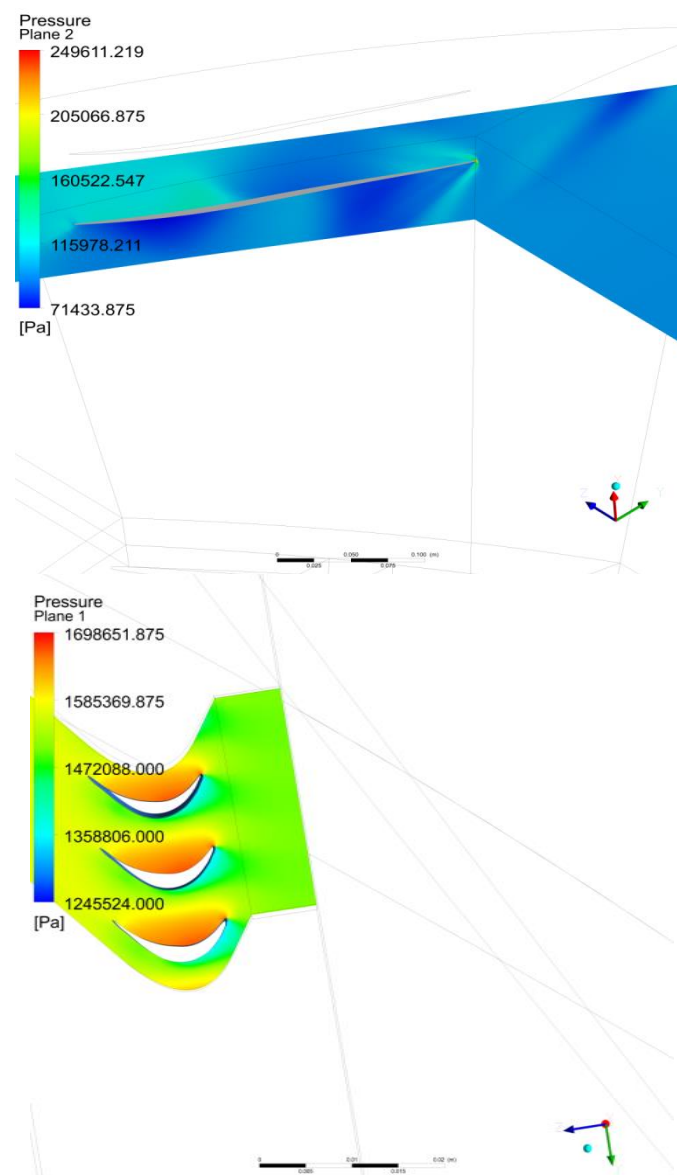 Pressure
Plane 2
249611.219
205066.875
160522.547
115978.211
71433.875
[Pa]
Z Y
0 0.050 0.100 (m)
0.025 0.075
Pressure
Plane 1
1698651.875
1585369.875
1472088.000
1358806.000
1245524.000
[Pa]
Z
0 0.01 0.02 (m)
0.005 0.015